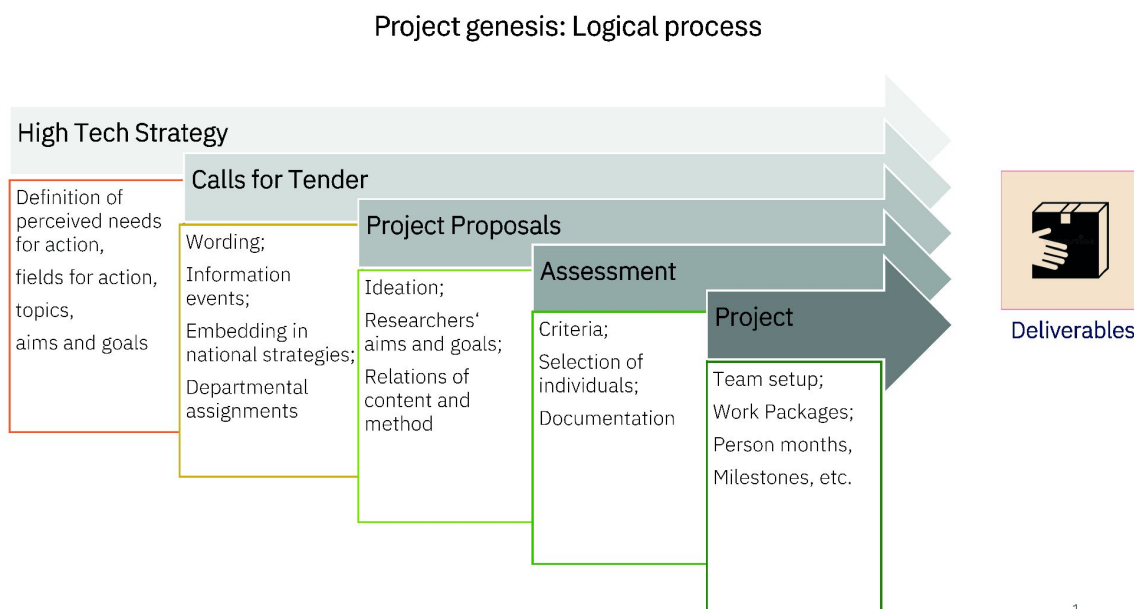 Project genesis: Logical process
High Tech Strategy
Definition of
perceived needs
for action,
fields for action,
topics,
aims and goals
Calls for Tender
Wording;
Information
events;
Embedding in
national strategies;
Departmental
assignments
Project Proposals
Ideation;
Researchers‘
aims and goals;
Relations of
content and
method
Assessment
Criteria;
Selection of
individuals;
Documentation
Project
Team setup;
Work Packages;
Person months,
Milestones, etc.
Deliverables
1